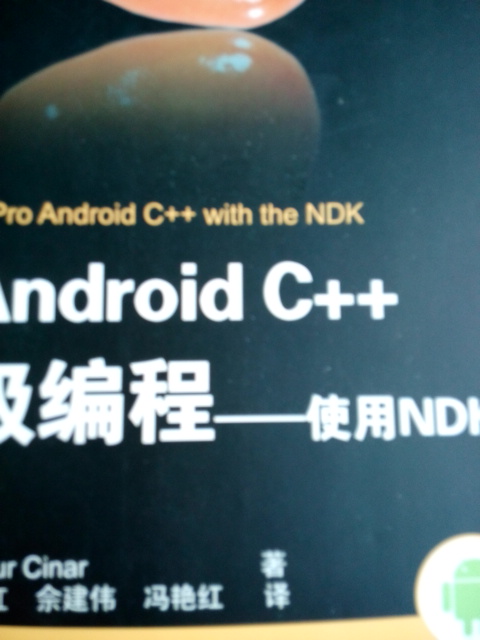 Pro Android C++ with the NDK
Android C++
级编程——使用NDK
ur Cinar 著
红 佘建伟 冯艳红 译